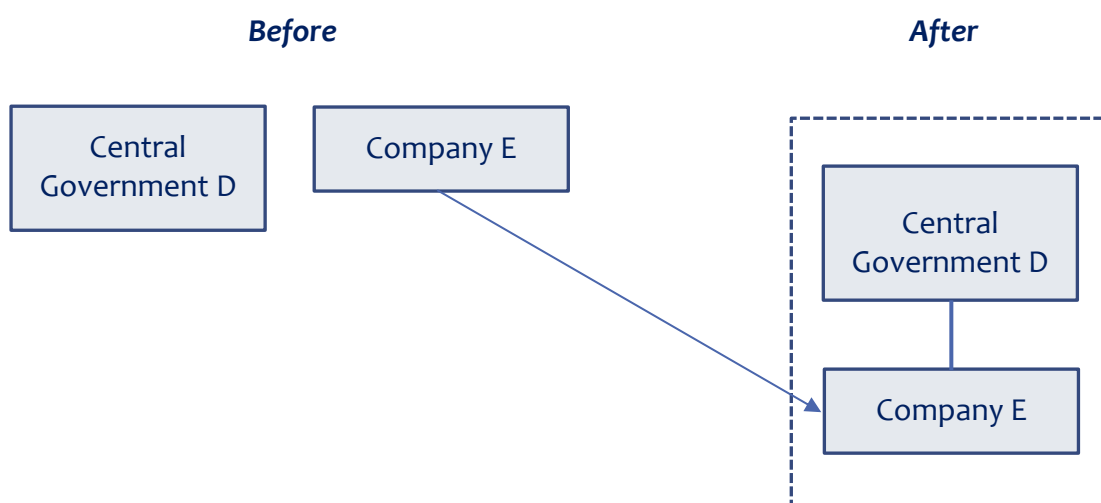 Before
After
Central
Government D
Company E
Central
Government D
Company E